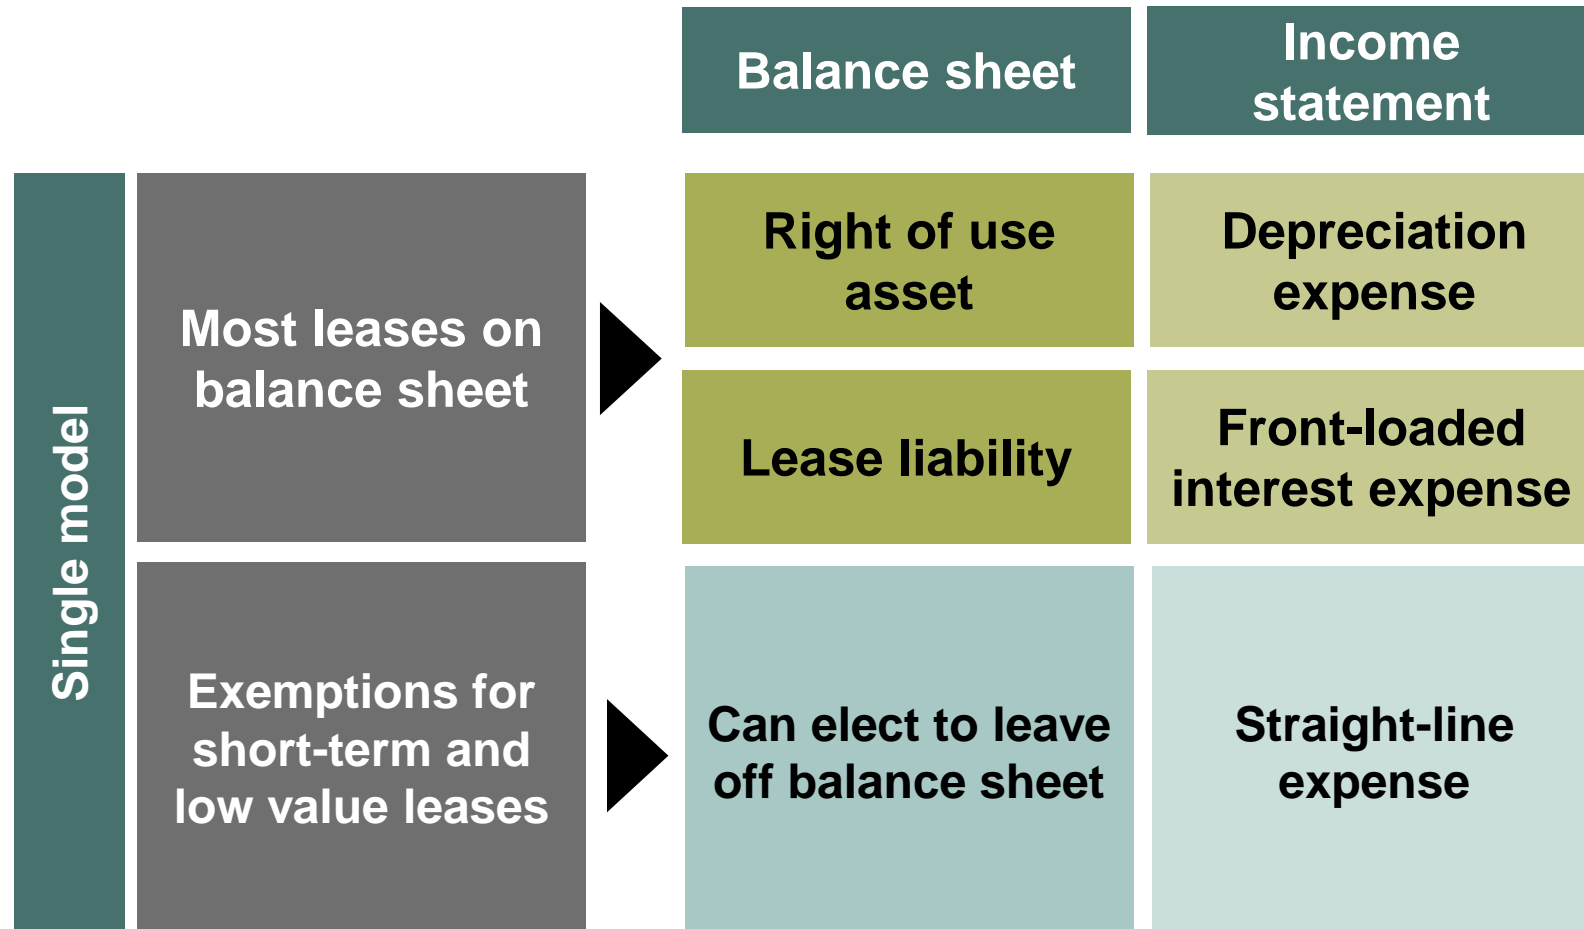 Balance sheet
Income
statement
Single model
Most leases on
balance sheet
Right of use
asset
Depreciation
expense
Lease liability
Front-loaded
interest expense
Exemptions for
short-term and
low value leases
Can elect to leave
off balance sheet
Straight-line
expense